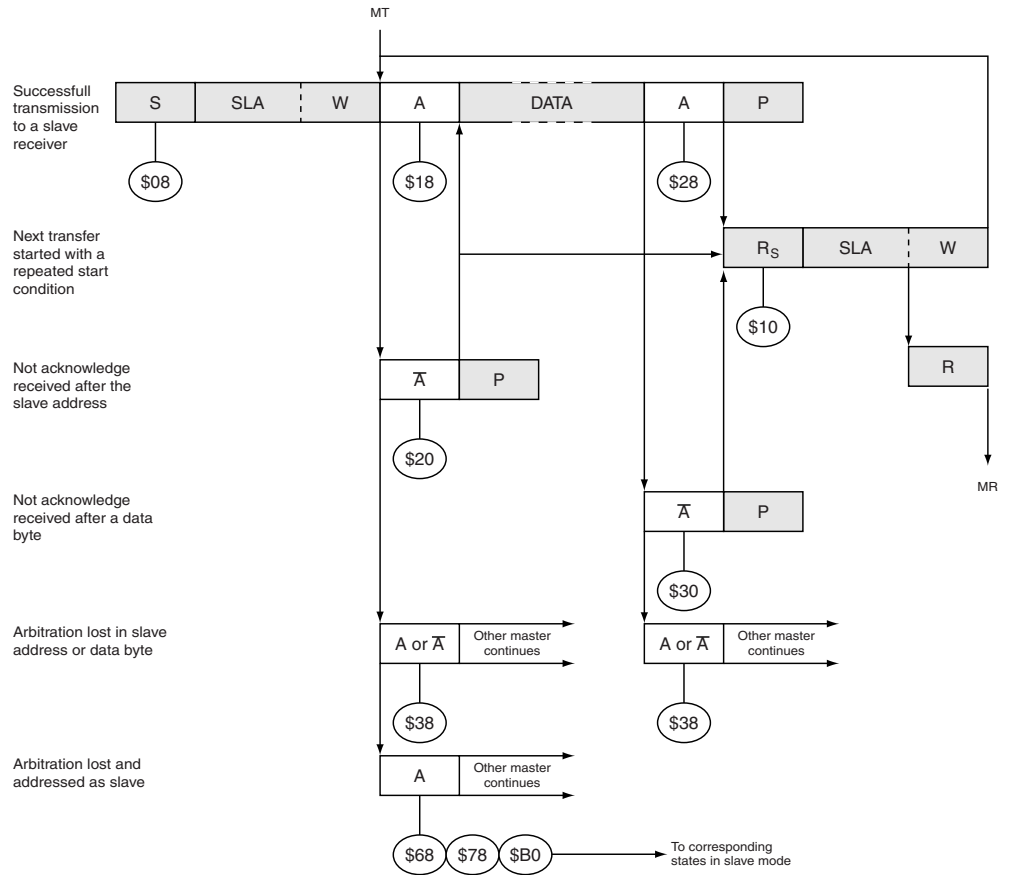 MT
Successfull
transmission
to a slave
receiver
S SLA W A DATA A P
$08 $18 $28
Next transfer
started with a
repeated start
condition
RS SLA W
$10
Not acknowledge
received after the
slave address
A̅ P
R
$20
MR
Not acknowledge
received after a data
byte
A̅ P
$30
Arbitration lost in slave
address or data byte
A or A̅ Other master
continues
A or A̅ Other master
continues
$38 $38
Arbitration lost and
addressed as slave
A Other master
continues
$68 $78 $B0 To corresponding
states in slave mode